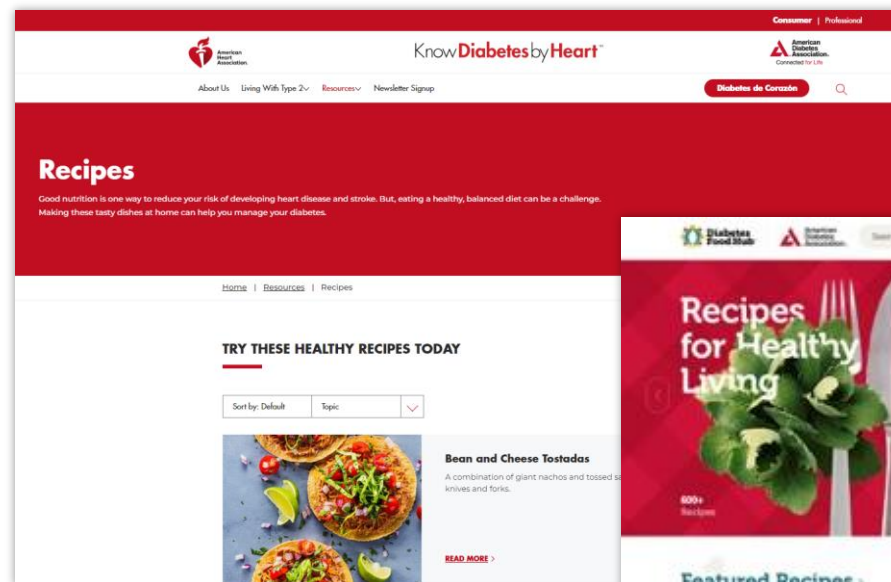 Consumer | Professional
American
Heart
Association.
Know Diabetes by Heart™
American
Diabetes
Association.
Connected for Life
About Us Living With Type 2 Resources Newsletter Signup
Diabetes de Corazón
Recipes
Good nutrition is one way to reduce your risk of developing heart disease and stroke. But, eating a healthy, balanced diet can be a challenge.
Making these tasty dishes at home can help you manage your diabetes.
Home | Resources | Recipes
TRY THESE HEALTHY RECIPES TODAY
Sort by: Default Topic
Bean and Cheese Tostadas
A combination of giant nachos and tossed sa
knives and forks.
READ MORE >
Diabetes
Food Hub
American
Diabetes
Association.
Recipes
for Healthy
Living
600+
Recipes
Featured Recipes